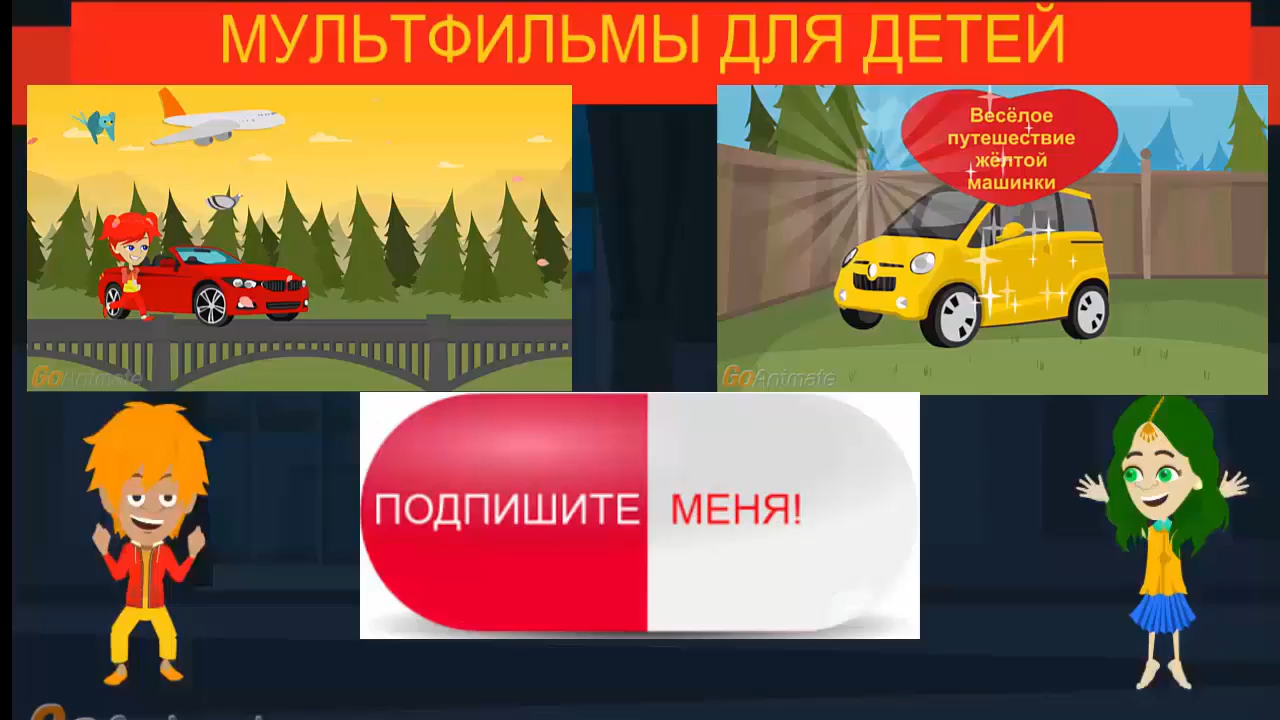 МУЛЬТФИЛЬМЫ ДЛЯ ДЕТЕЙ
Весёлое
путешествие
жёлтой
машинки
GoAnimate
GoAnimate
ПОДПИШИТЕ МЕНЯ!